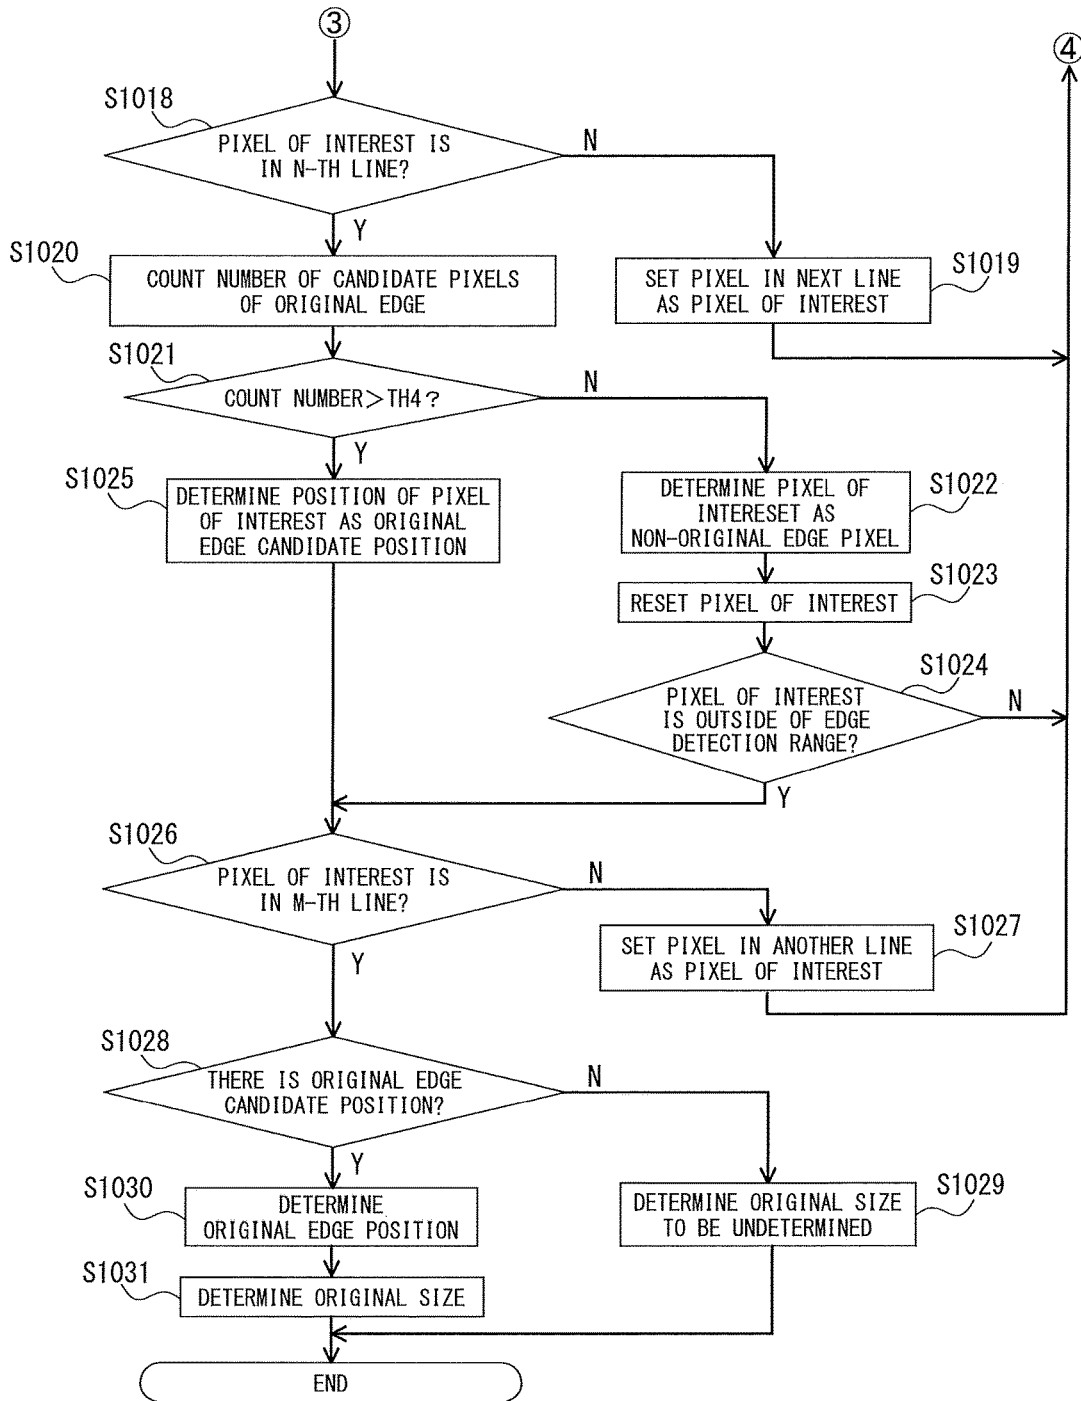 ③
④
S1018
PIXEL OF INTEREST IS
IN N-TH LINE?
N
Y
S1020
COUNT NUMBER OF CANDIDATE PIXELS
OF ORIGINAL EDGE
SET PIXEL IN NEXT LINE
AS PIXEL OF INTEREST
S1019
S1021
COUNT NUMBER>TH4?
N
Y
S1025
DETERMINE POSITION OF PIXEL
OF INTEREST AS ORIGINAL
EDGE CANDIDATE POSITION
DETERMINE PIXEL OF
INTERESET AS
NON-ORIGINAL EDGE PIXEL
S1022
RESET PIXEL OF INTEREST
S1023
S1024
PIXEL OF INTEREST
IS OUTSIDE OF EDGE
DETECTION RANGE?
N
Y
S1026
PIXEL OF INTEREST IS
IN M-TH LINE?
N
Y
SET PIXEL IN ANOTHER LINE
AS PIXEL OF INTEREST
S1027
S1028
THERE IS ORIGINAL EDGE
CANDIDATE POSITION?
N
Y
S1030
DETERMINE
ORIGINAL EDGE POSITION
DETERMINE ORIGINAL SIZE
TO BE UNDETERMINED
S1029
S1031
DETERMINE ORIGINAL SIZE
END